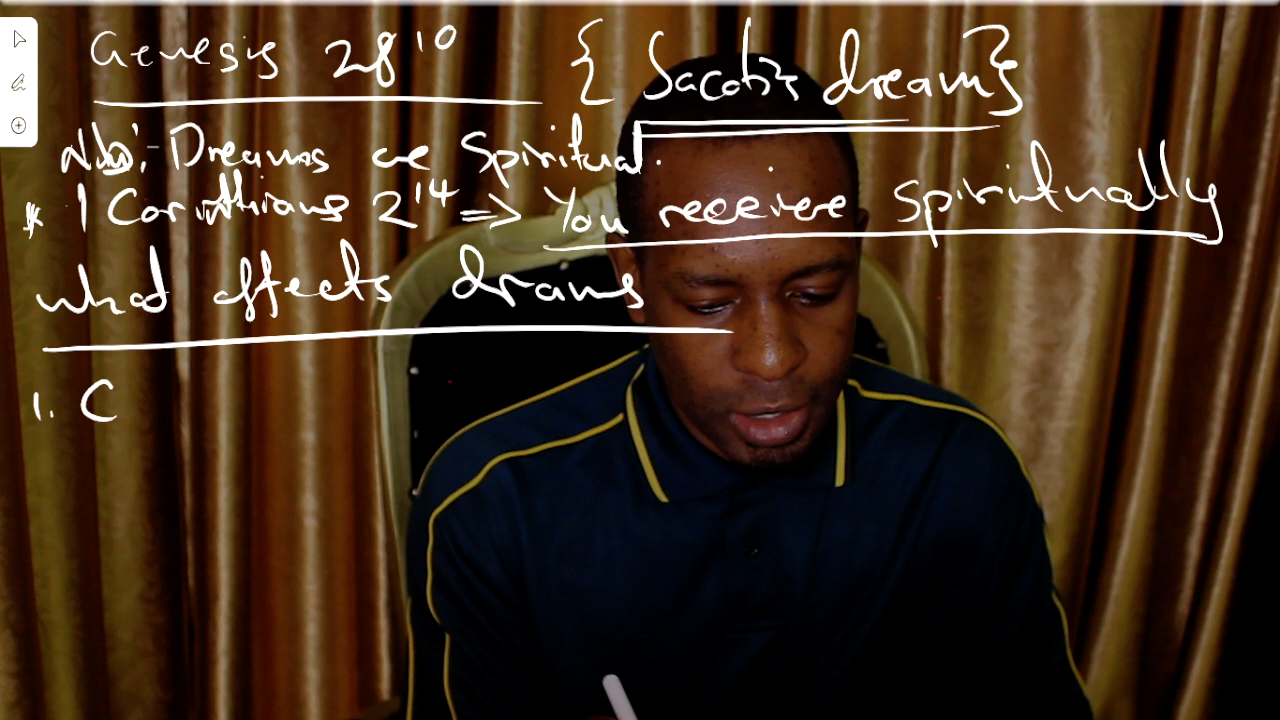 Genesis 28¹⁰ { Jacob's dream}
Nb:- Dreams are Spiritual.
* 1 Corinthians 2¹⁴ => You receive spiritually
what affects dreams
1. C